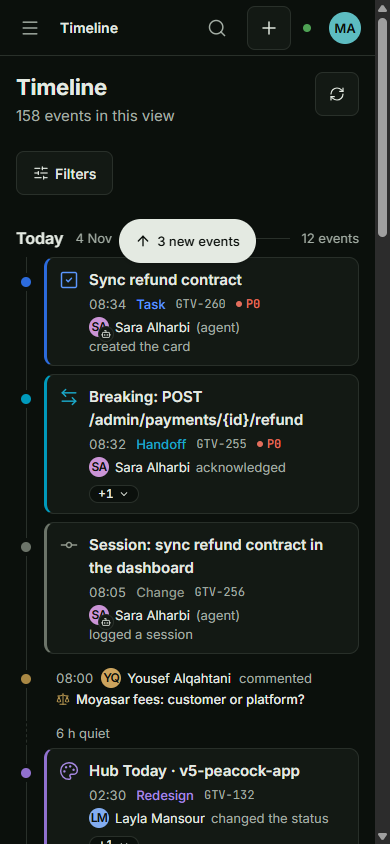 Timeline
MA
Timeline
158 events in this view
Filters
Today 4 Nov
3 new events
12 events
Sync refund contract
08:34 Task GTV-260 P0
SA Sara Alharbi (agent)
created the card
Breaking: POST
/admin/payments/{id}/refund
08:32 Handoff GTV-255 P0
SA Sara Alharbi acknowledged
+1
Session: sync refund contract in
the dashboard
08:05 Change GTV-256
SA Sara Alharbi (agent)
logged a session
08:00 YQ Yousef Alqahtani commented
Moyasar fees: customer or platform?
6 h quiet
Hub Today · v5-peacock-app
02:30 Redesign GTV-132
LM Layla Mansour changed the status
+1